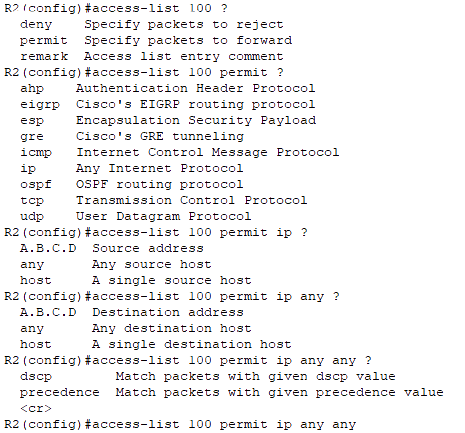 R2(config)#access-list 100 ?
  deny    Specify packets to reject
  permit  Specify packets to forward
  remark  Access list entry comment
R2(config)#access-list 100 permit ?
  ahp    Authentication Header Protocol
  eigrp  Cisco's EIGRP routing protocol
  esp    Encapsulation Security Payload
  gre    Cisco's GRE tunneling
  icmp   Internet Control Message Protocol
  ip     Any Internet Protocol
  ospf   OSPF routing protocol
  tcp    Transmission Control Protocol
  udp    User Datagram Protocol
R2(config)#access-list 100 permit ip ?
  A.B.C.D  Source address
  any      Any source host
  host     A single source host
R2(config)#access-list 100 permit ip any ?
  A.B.C.D  Destination address
  any      Any destination host
  host     A single destination host
R2(config)#access-list 100 permit ip any any ?
  dscp        Match packets with given dscp value
  precedence  Match packets with given precedence value
  <cr>
R2(config)#access-list 100 permit ip any any